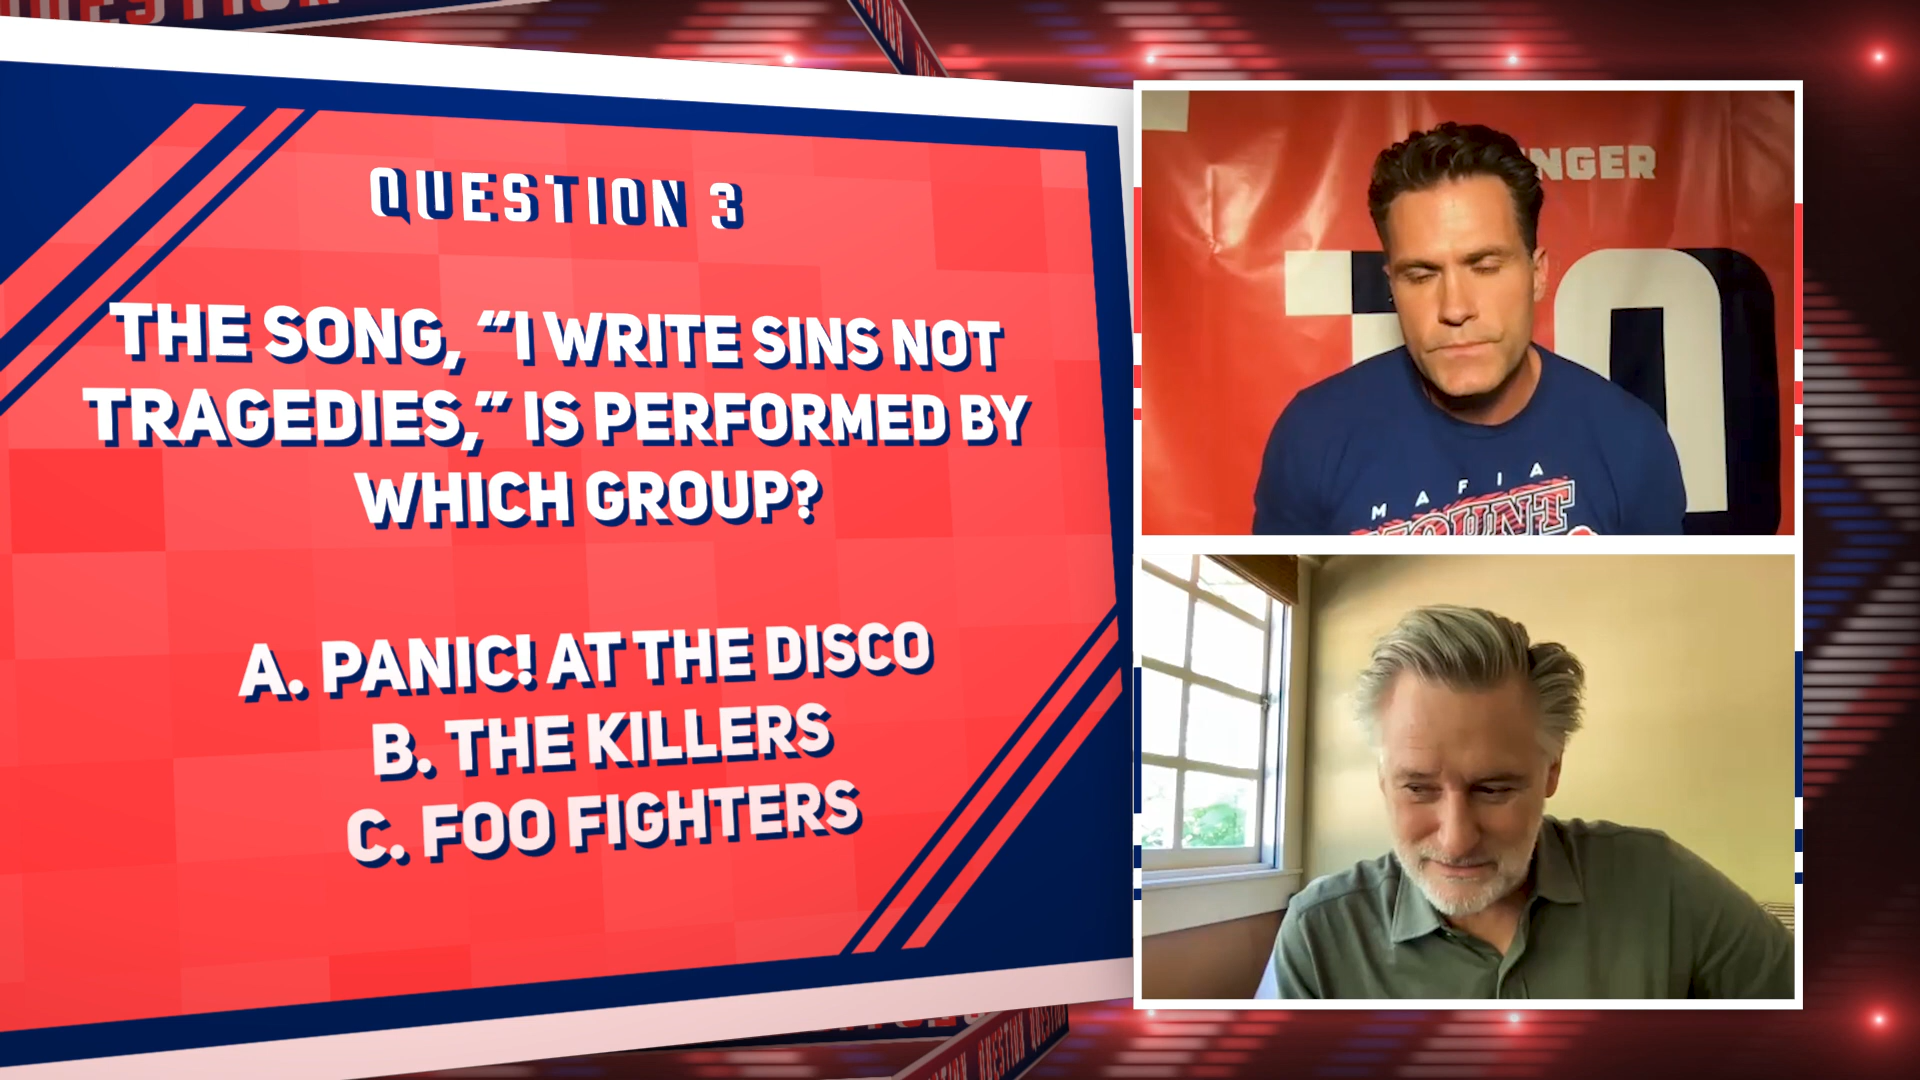 QUESTION 3
THE SONG, “I WRITE SINS NOT
TRAGEDIES,” IS PERFORMED BY
WHICH GROUP?
A. PANIC! AT THE DISCO
B. THE KILLERS
C. FOO FIGHTERS
NGER
MAFIA
QUESTION